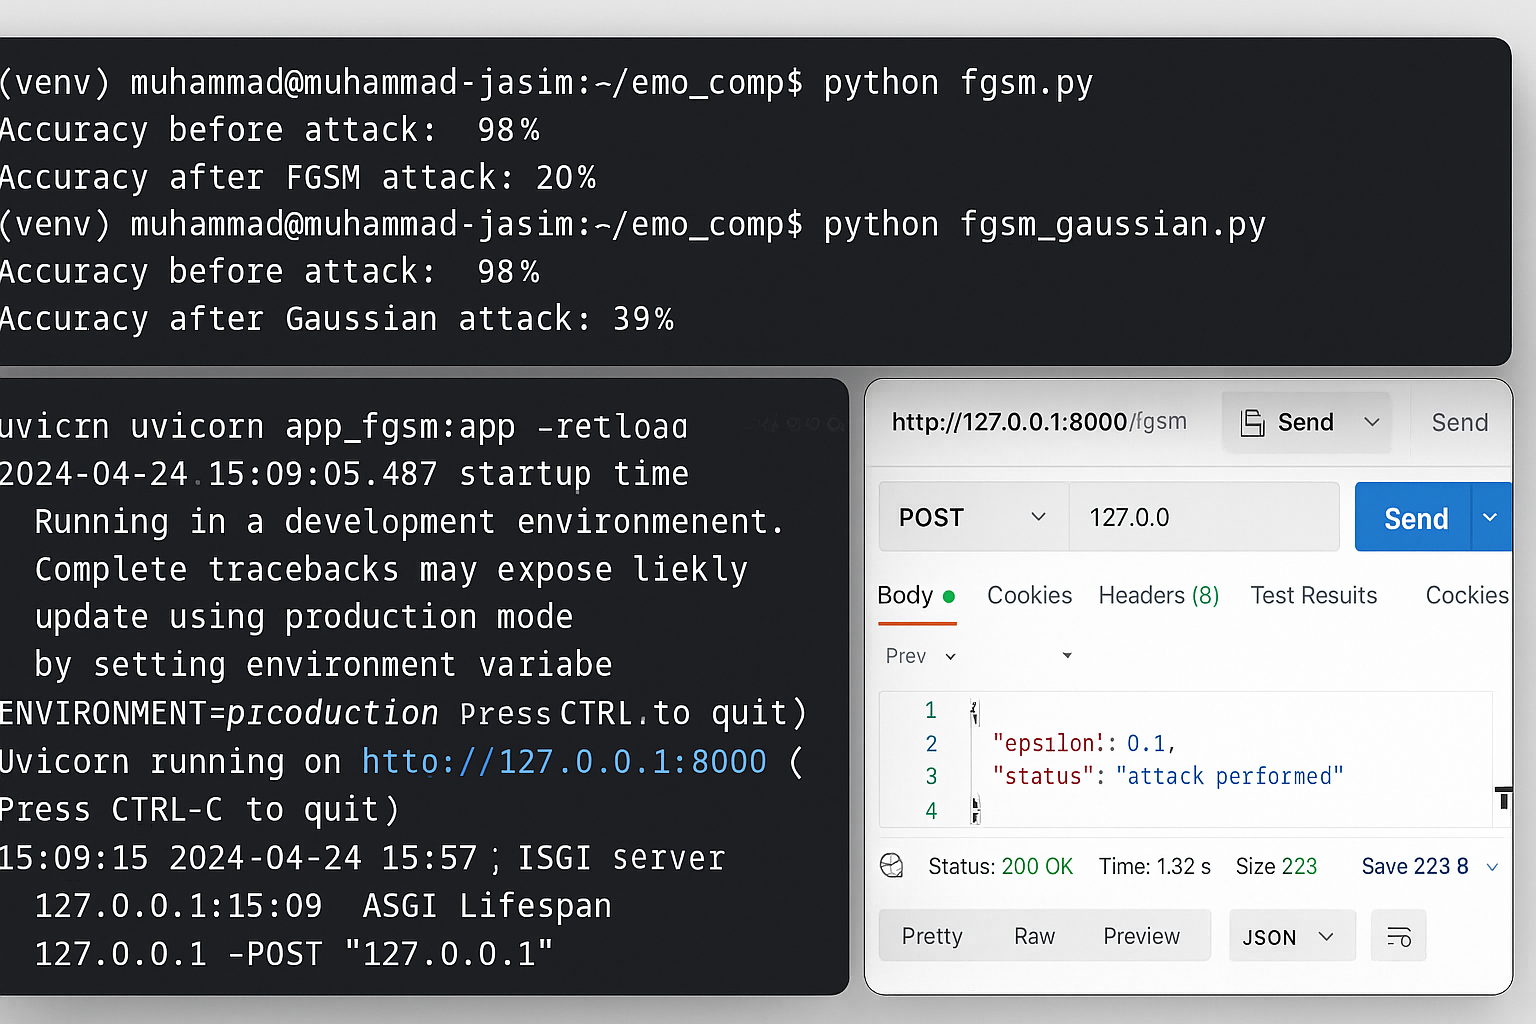 (venv) muhammad@muhammad-jasim:~/emo_comp$ python fgsm.py
Accuracy before attack: 98%
Accuracy after FGSM attack: 20%
(venv) muhammad@muhammad-jasim:~/emo_comp$ python fgsm_gaussian.py
Accuracy before attack: 98%
Accuracy after Gaussian attack: 39%
uvicrn uvicorn app_fgsm:app -retloaa
2024-04-24.15:09:05.487 startup time
Running in a development environmenent.
Complete tracebacks may expose liekly
update using production mode
by setting environment variabe
ENVIRONMENT=prcoduction Press CTRL.to quit)
Uvicorn running on htto://127.0.0.1:8000 (
Press CTRL-C to quit)
15:09:15 2024-04-24 15:57 ; ISGI server
127.0.0.1:15:09 ASGI Lifespan
127.0.0.1 -POST "127.0.0.1"
http://127.0.0.1:8000/fgsm Send Send
POST 127.0.0 Send
Body Cookies Headers (8) Test Results Cockies
Prev
1
2 "epsilon': 0.1,
3 "status": "attack performed"
4
Status: 200 OK Time: 1.32 s Size 223 Save 223 8
Pretty Raw Preview JSON